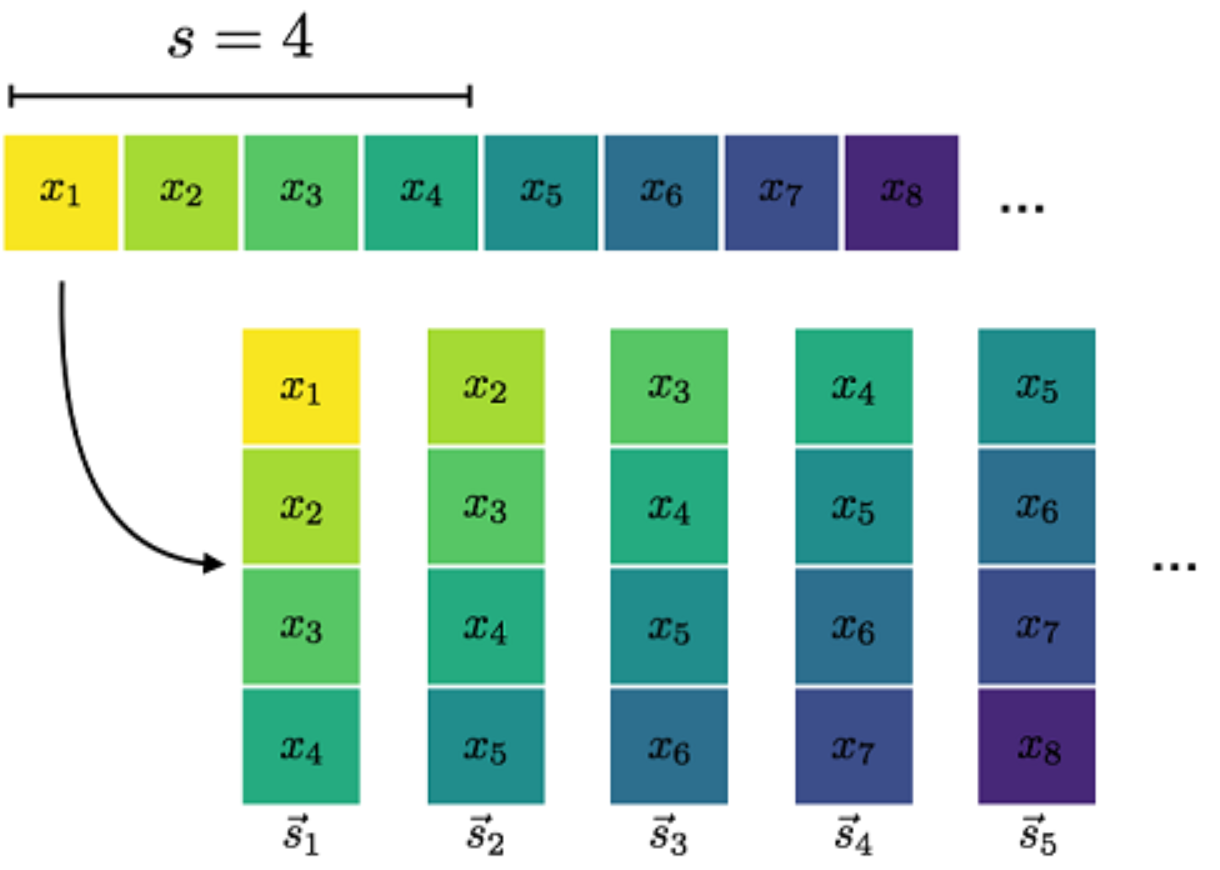 s = 4
x₁ x₂ x₃ x₄ x₅ x₆ x₇ x₈ ...
x₁ x₂ x₃ x₄ x₅
x₂ x₃ x₄ x₅ x₆
x₃ x₄ x₅ x₆ x₇ ...
x₄ x₅ x₆ x₇ x₈
s⃗₁ s⃗₂ s⃗₃ s⃗₄ s⃗₅